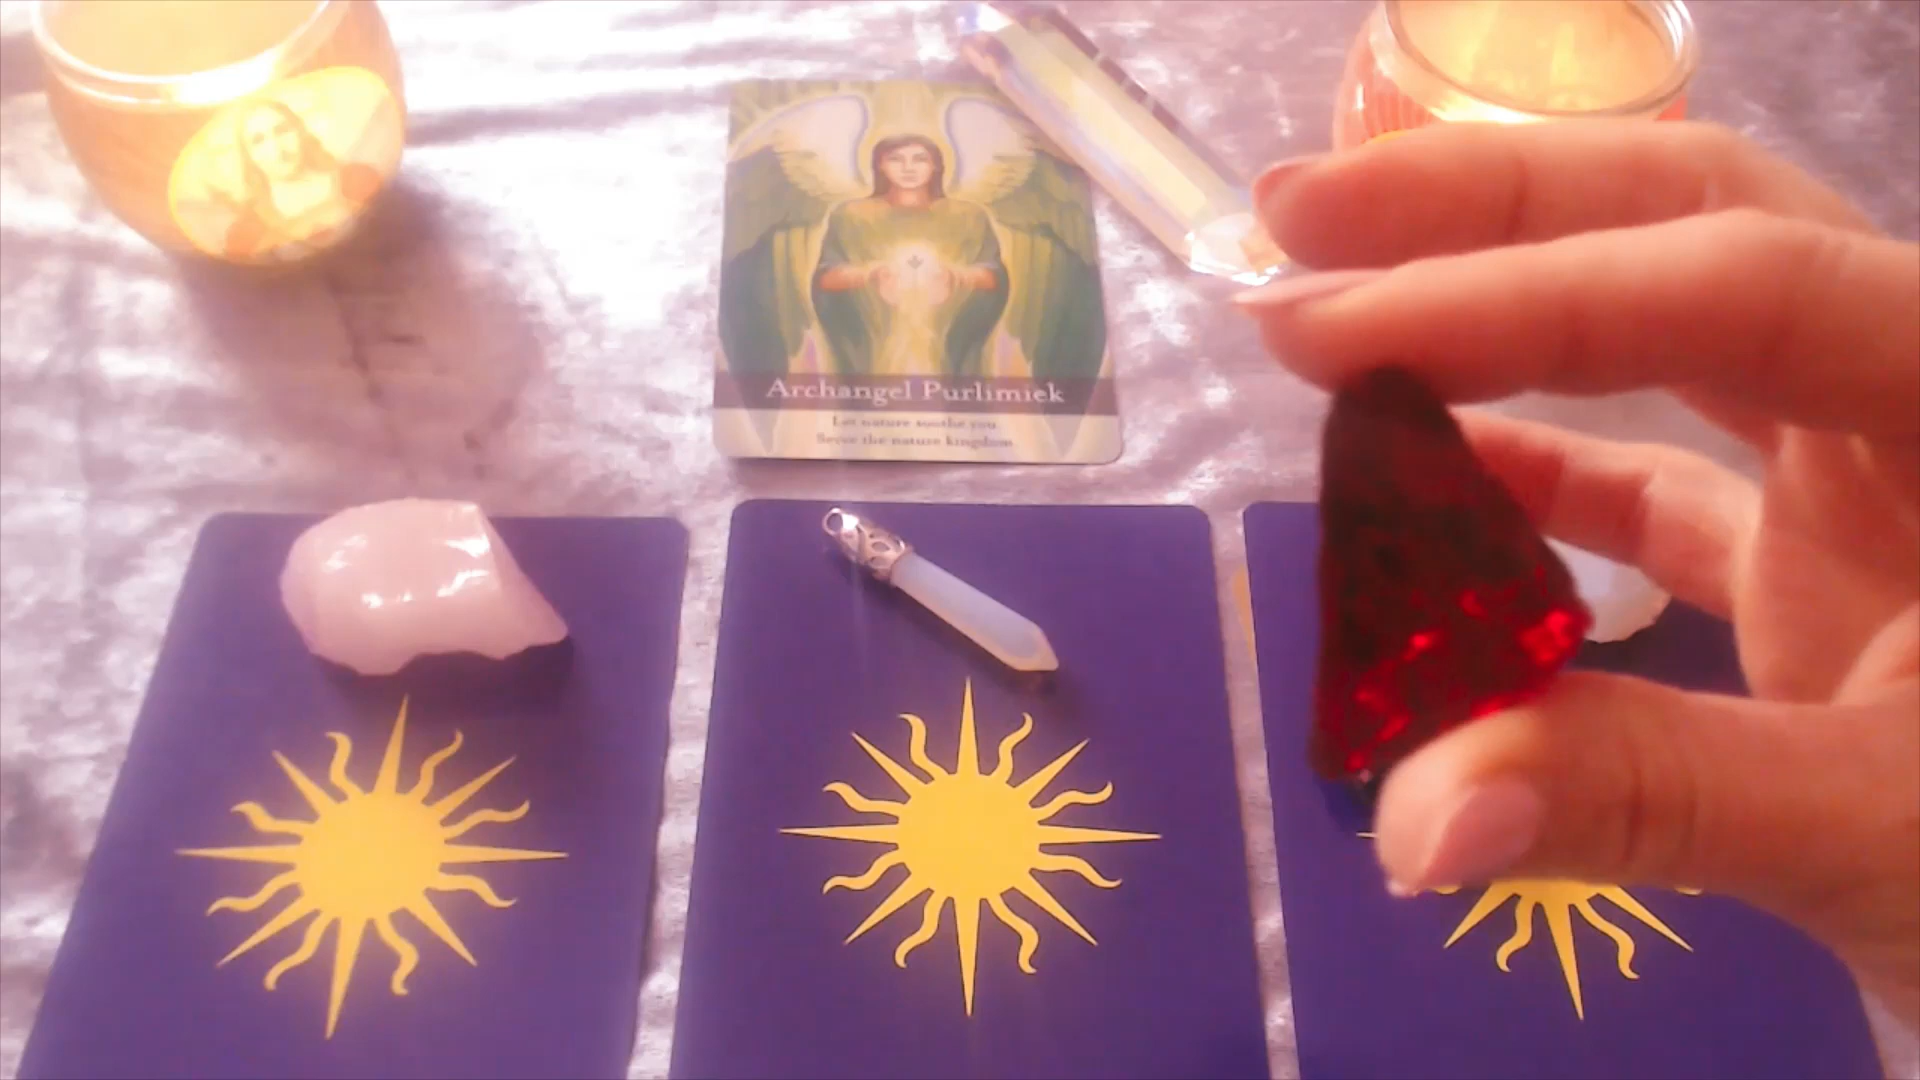 Archangel Purlimiek
Let nature soothe you.
Serve the nature kingdom.